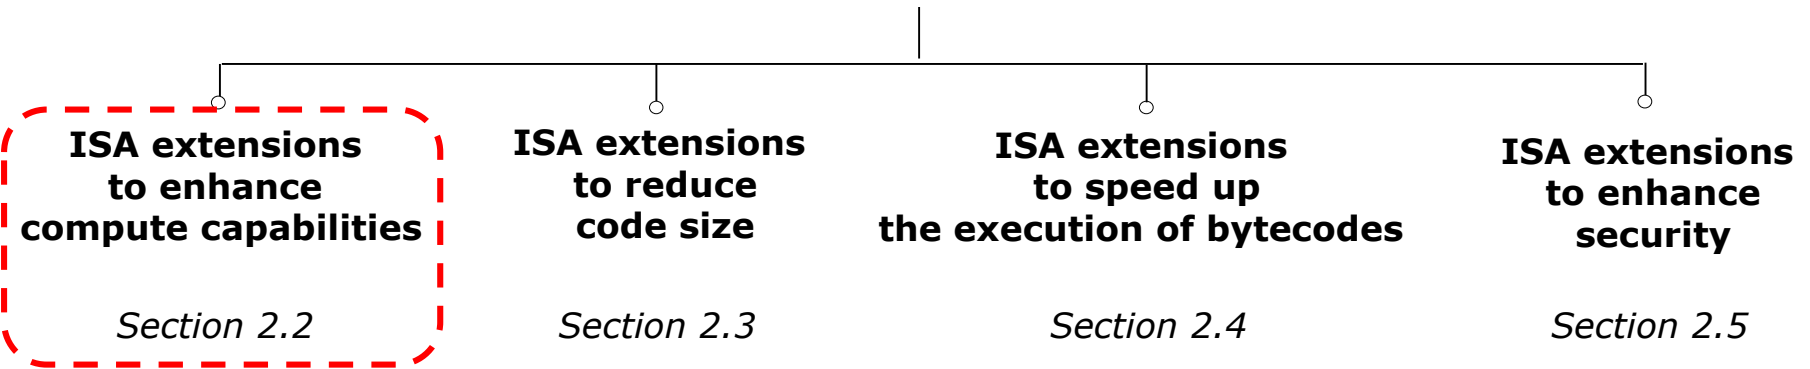 ISA extensions
to enhance
compute capabilities
Section 2.2
ISA extensions
to reduce
code size
Section 2.3
ISA extensions
to speed up
the execution of bytecodes
Section 2.4
ISA extensions
to enhance
security
Section 2.5